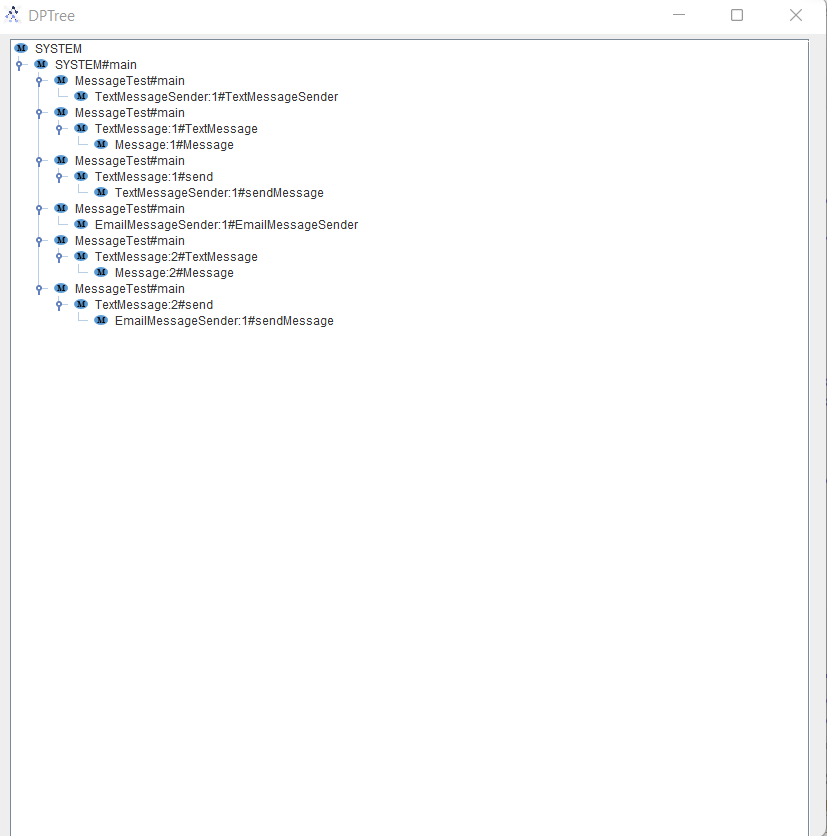 DPTree
SYSTEM
SYSTEM#main
MessageTest#main
TextMessageSender:1#TextMessageSender
MessageTest#main
TextMessage:1#TextMessage
Message:1#Message
MessageTest#main
TextMessage:1#send
TextMessageSender:1#sendMessage
MessageTest#main
EmailMessageSender:1#EmailMessageSender
MessageTest#main
TextMessage:2#TextMessage
Message:2#Message
MessageTest#main
TextMessage:2#send
EmailMessageSender:1#sendMessage